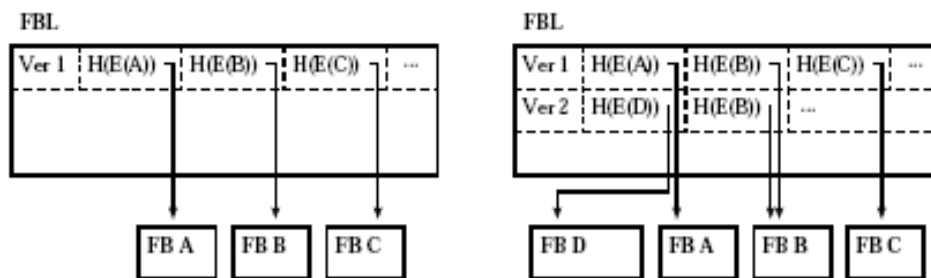 FBL
Ver 1 H(E(A)) H(E(B)) H(E(C)) ...
FB A FB B FB C
FBL
Ver 1 H(E(A)) H(E(B)) H(E(C)) ...
Ver 2 H(E(D)) H(E(B)) ...
FB D FB A FB B FB C